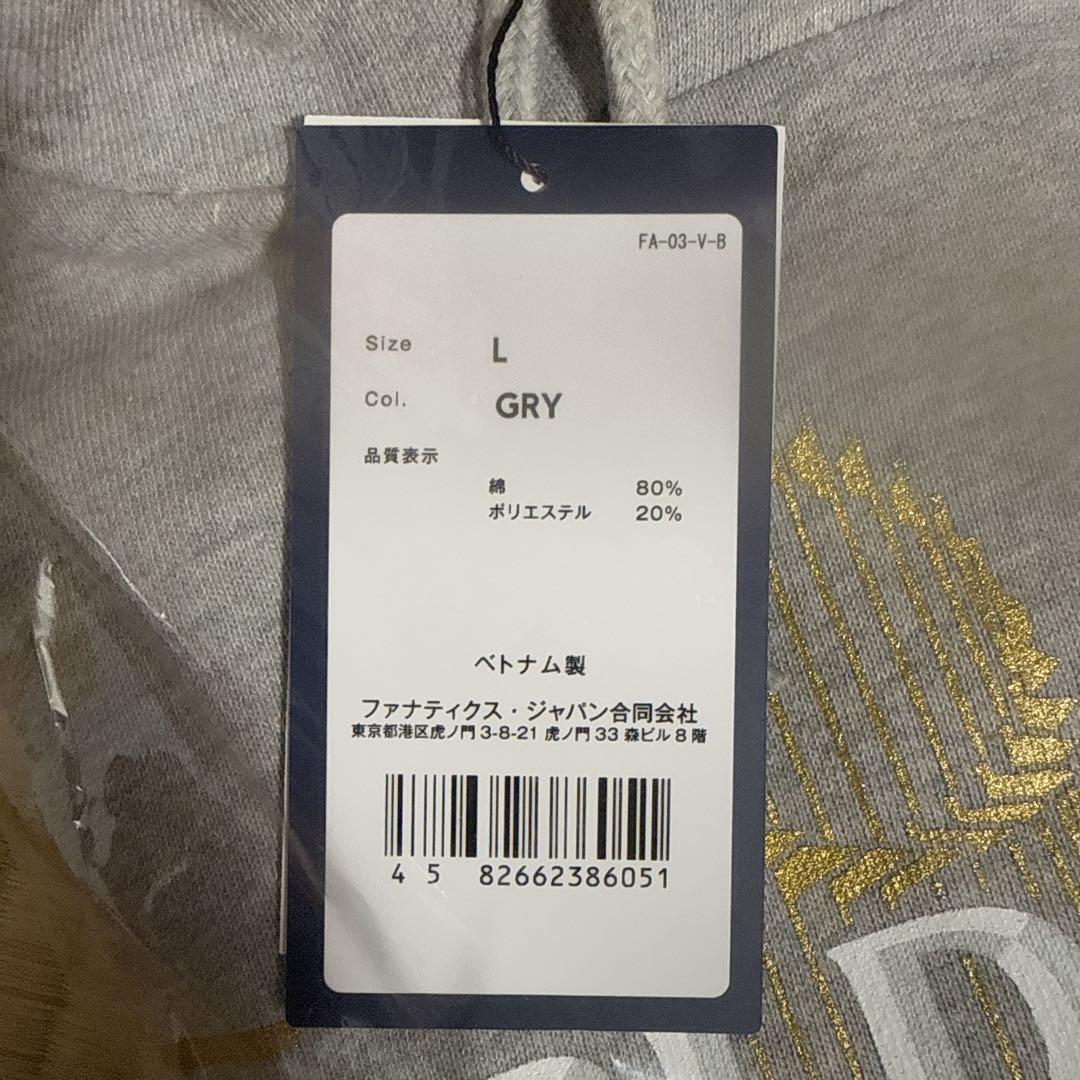 FA-03-V-B
Size L
Col. GRY
品質表示
綿 80%
ポリエステル 20%
ベトナム製
ファナティクス・ジャパン合同会社
東京都港区虎ノ門 3-8-21 虎ノ門 33 森ビル 8 階
4 5 82662386051